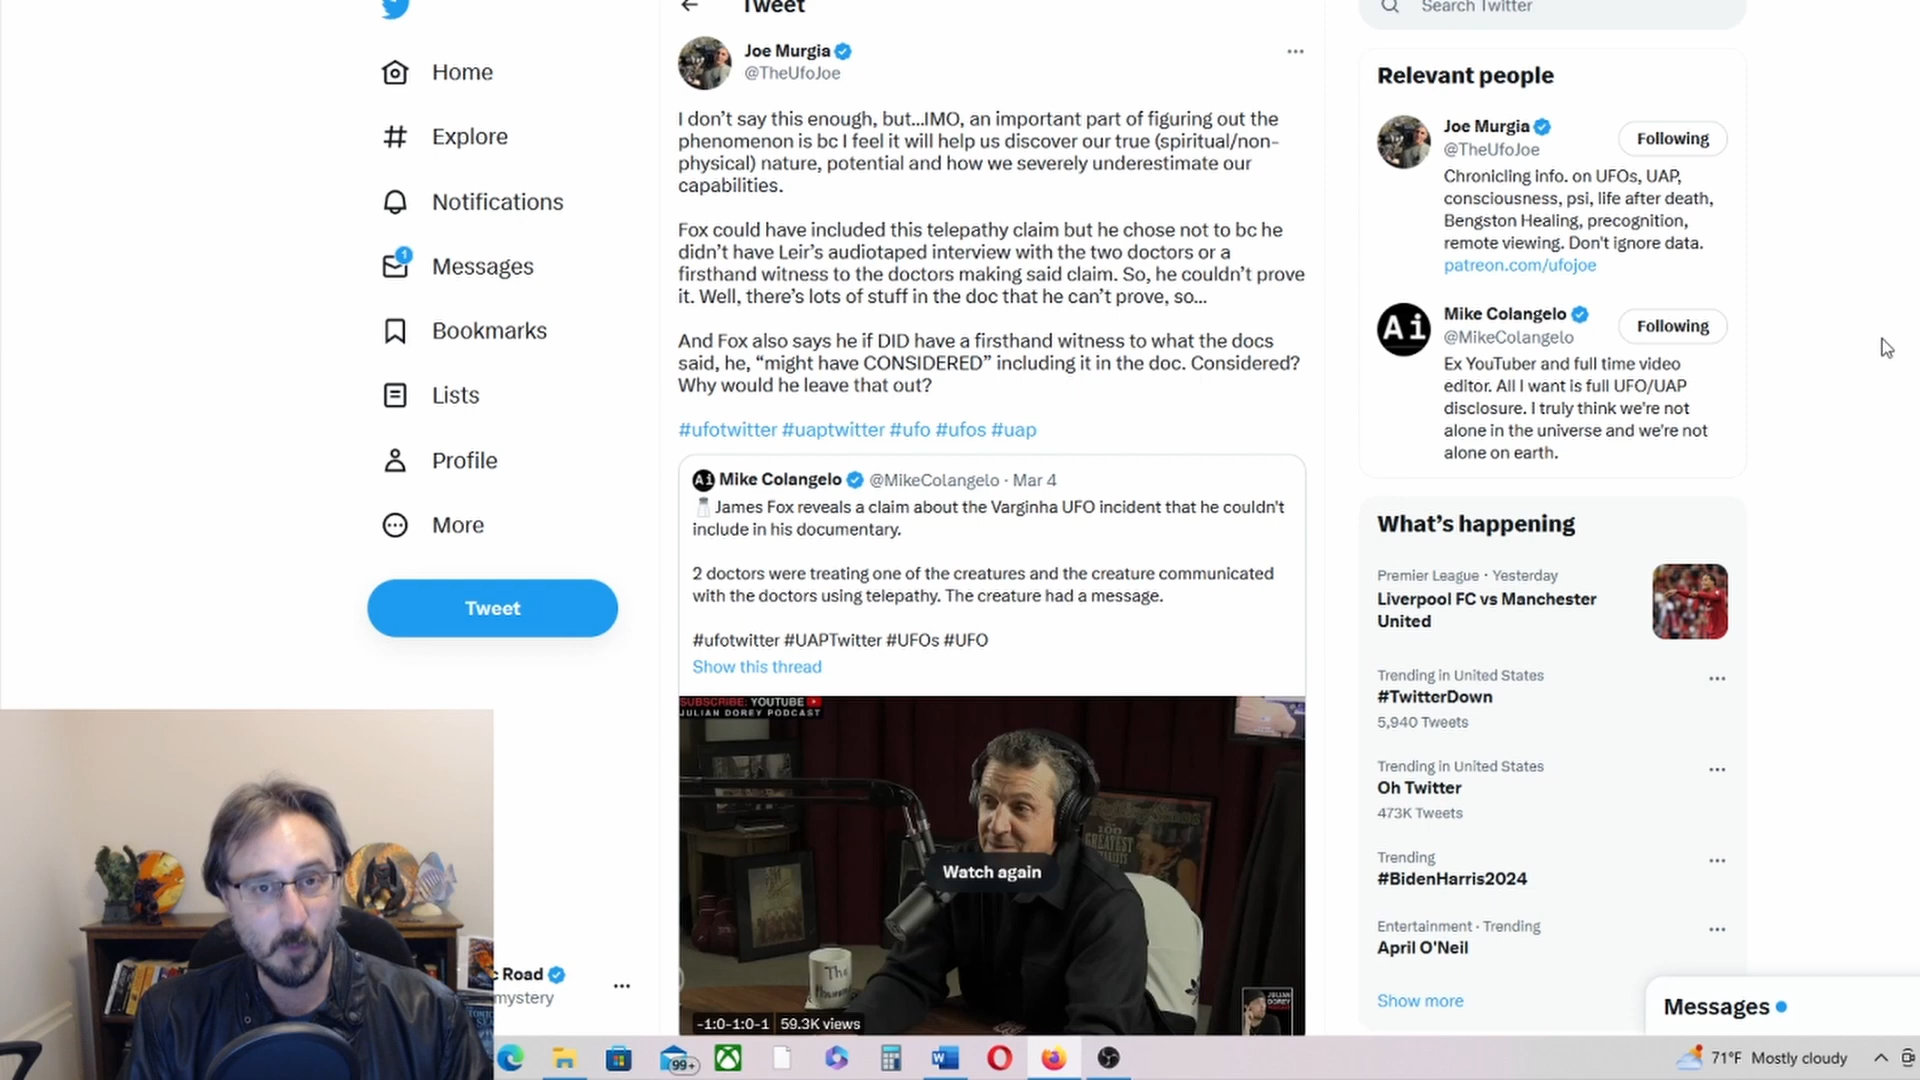 Tweet
Search Twitter
Home
Explore
Notifications
1
Messages
Bookmarks
Lists
Profile
More
Tweet
Joe Murgia
@TheUfoJoe
I don't say this enough, but...IMO, an important part of figuring out the
phenomenon is bc I feel it will help us discover our true (spiritual/non-
physical) nature, potential and how we severely underestimate our
capabilities.
Fox could have included this telepathy claim but he chose not to bc he
didn't have Leir's audiotaped interview with the two doctors or a
firsthand witness to the doctors making said claim. So, he couldn't prove
it. Well, there's lots of stuff in the doc that he can't prove, so...
And Fox also says he if DID have a firsthand witness to what the docs
said, he, “might have CONSIDERED” including it in the doc. Considered?
Why would he leave that out?
#ufotwitter #uaptwitter #ufo #ufos #uap
Ai Mike Colangelo @MikeColangelo · Mar 4
James Fox reveals a claim about the Varginha UFO incident that he couldn't
include in his documentary.
2 doctors were treating one of the creatures and the creature communicated
with the doctors using telepathy. The creature had a message.
#ufotwitter #UAPTwitter #UFOs #UFO
Show this thread
SUBSCRIBE: YOUTUBE
JULIAN DOREY PODCAST
100
GREATEST
Watch again
The
JULIAN
DOREY
-1:0-1:0-1 59.3K views
Relevant people
Joe Murgia
@TheUfoJoe
Following
Chronicling info. on UFOs, UAP,
consciousness, psi, life after death,
Bengston Healing, precognition,
remote viewing. Don't ignore data.
patreon.com/ufojoe
Ai
Mike Colangelo
@MikeColangelo
Following
Ex YouTuber and full time video
editor. All I want is full UFO/UAP
disclosure. I truly think we're not
alone in the universe and we're not
alone on earth.
What's happening
Premier League · Yesterday
Liverpool FC vs Manchester
United
Trending in United States
#TwitterDown
5,940 Tweets
Trending in United States
Oh Twitter
473K Tweets
Trending
#BidenHarris2024
Entertainment · Trending
April O'Neil
Show more
Messages
Road
mystery
99+
71°F Mostly cloudy